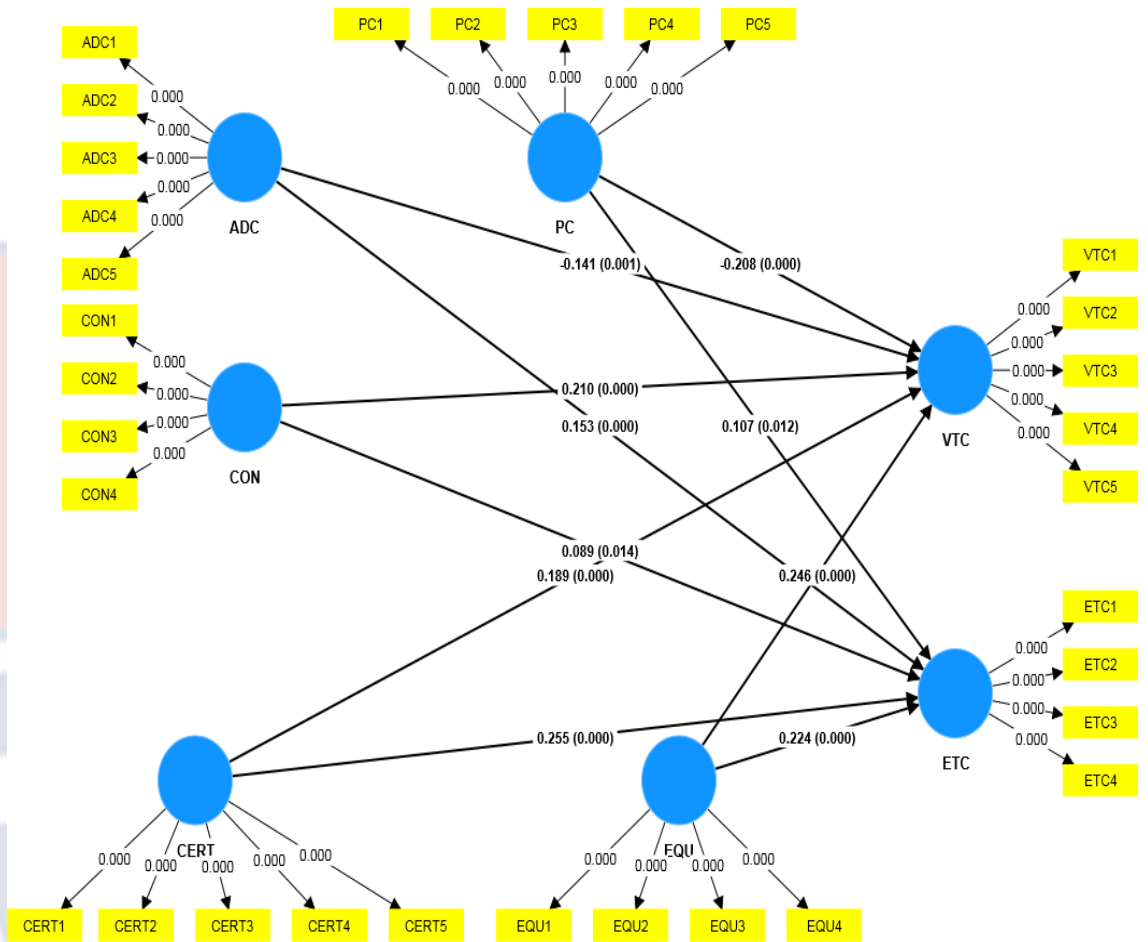 PC1
PC2
PC3
PC4
PC5
0.000
0.000
0.000
0.000
0.000
PC
ADC1
ADC2
ADC3
ADC4
ADC5
0.000
0.000
0.000
0.000
0.000
ADC
-0.141 (0.001)
-0.208 (0.000)
VTC1
VTC2
VTC3
VTC4
VTC5
0.000
0.000
0.000
0.000
0.000
VTC
CON1
CON2
CON3
CON4
0.000
0.000
0.000
0.000
CON
0.210 (0.000)
0.153 (0.000)
0.107 (0.012)
0.089 (0.014)
0.189 (0.000)
0.246 (0.000)
ETC1
ETC2
ETC3
ETC4
0.000
0.000
0.000
0.000
ETC
0.255 (0.000)
0.224 (0.000)
CERT
0.000
0.000
0.000
0.000
0.000
CERT1
CERT2
CERT3
CERT4
CERT5
EQU
0.000
0.000
0.000
0.000
EQU1
EQU2
EQU3
EQU4